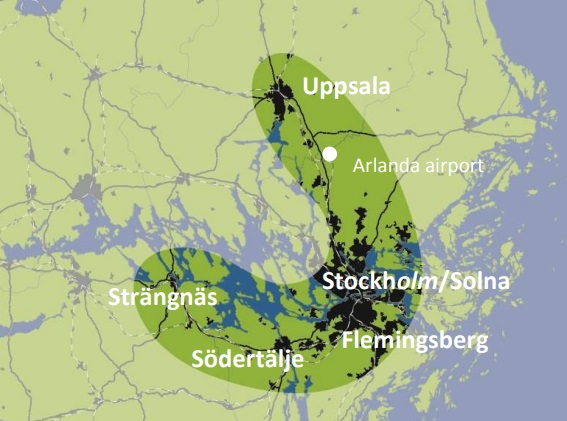 Uppsala
Arlanda airport
Stockholm/Solna
Strängnäs
Flemingsberg
Södertälje